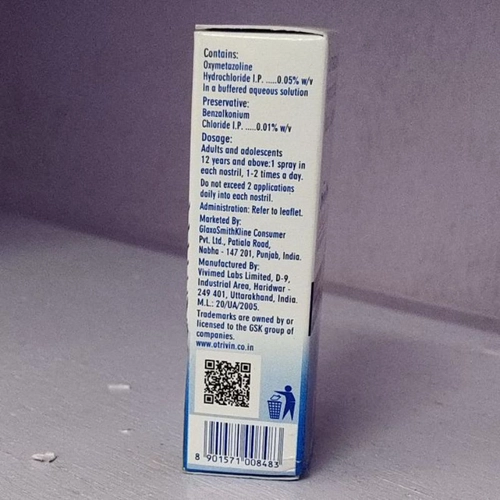 Contains:
Oxymetazoline
Hydrochloride I.P. .....0.05% w/v
In a buffered aqueous solution
Preservative:
Benzalkonium
Chloride I.P. .....0.01% w/v
Dosage:
Adults and adolescents
12 years and above:1 spray in
each nostril, 1-2 times a day.
Do not exceed 2 applications
daily into each nostril.
Administration: Refer to leaflet.
Marketed By:
GlaxoSmithKline Consumer
Pvt. Ltd., Patiala Road,
Nabha - 147 201, Punjab, India.
Manufactured By:
Vivimed Labs Limited, D-9,
Industrial Area, Haridwar -
249 401, Uttarakhand, India.
M.L.: 20/UA/2005.
Trademarks are owned by or
licensed to the GSK group of
companies.
www.otrivin.co.in
8 901571 008483